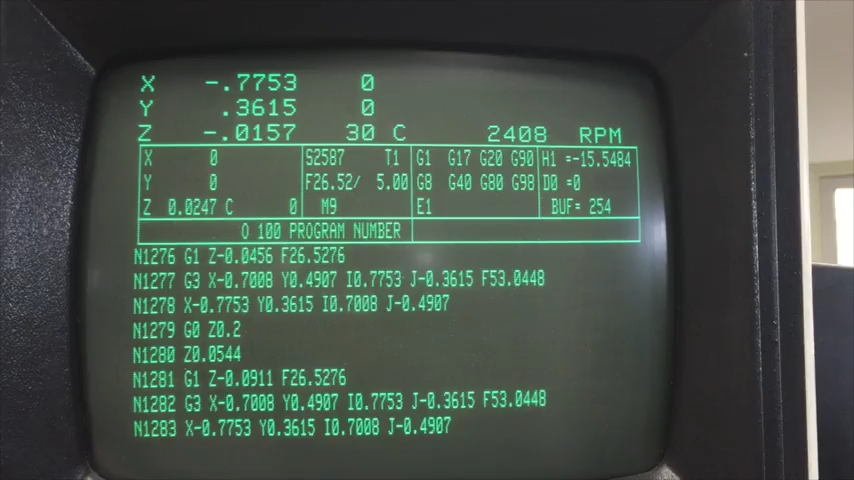 X -.7753 0
Y .3615 0
Z -.0157 30 C 2408 RPM
X 0 S2587 T1 G1 G17 G20 G90 H1 =-15.5484
Y 0 F26.52/ 5.00 G8 G40 G80 G98 D0 =0
Z 0.0247 C 0 M9 E1 BUF= 254
O 100 PROGRAM NUMBER
N1276 G1 Z-0.0456 F26.5276
N1277 G3 X-0.7008 Y0.4907 I0.7753 J-0.3615 F53.0448
N1278 X-0.7753 Y0.3615 I0.7008 J-0.4907
N1279 G0 Z0.2
N1280 Z0.0544
N1281 G1 Z-0.0911 F26.5276
N1282 G3 X-0.7008 Y0.4907 I0.7753 J-0.3615 F53.0448
N1283 X-0.7753 Y0.3615 I0.7008 J-0.4907